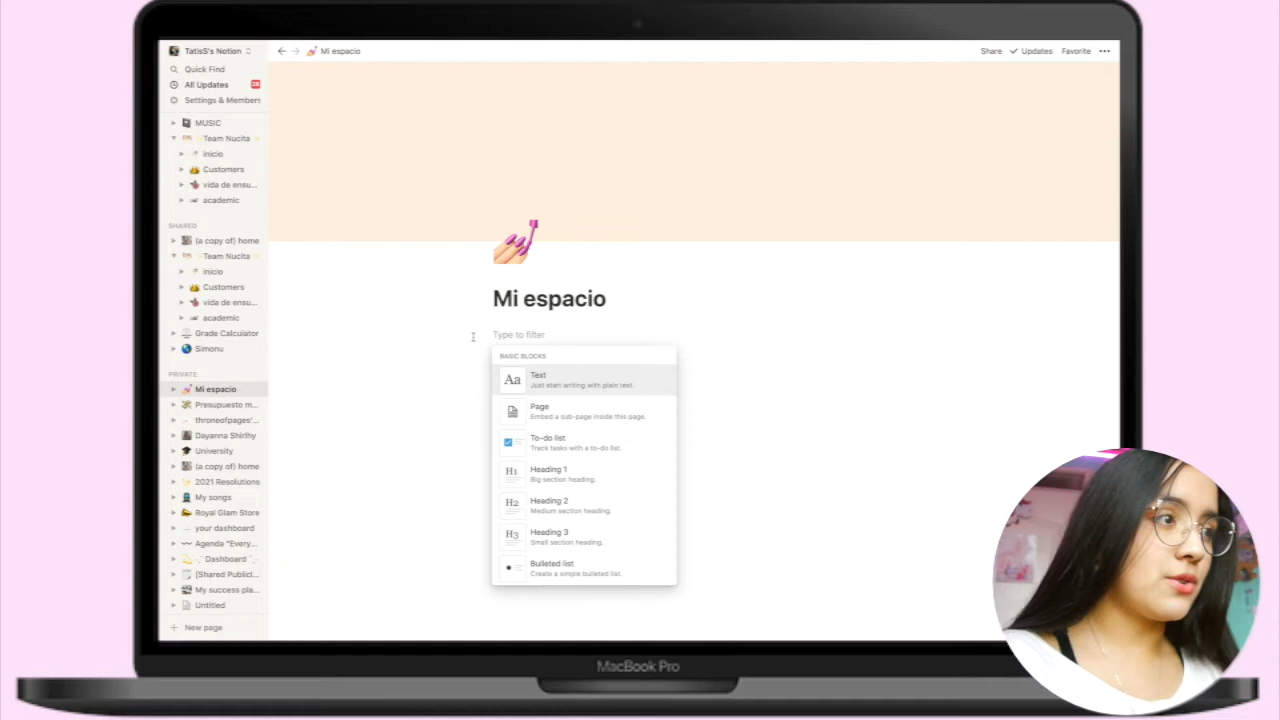 TatisS's Notion
Mi espacio
Share
Updates
Favorite
Quick Find
All Updates
28
Settings & Members
MUSIC
Team Nucita
inicio
Customers
vida de ensu...
academic
SHARED
(a copy of) home
Team Nucita
inicio
Customers
vida de ensu...
academic
Grade Calculator
Simonu
PRIVATE
Mi espacio
Presupuesto m...
throneofpages'...
Dayanna Shirlhy
University
(a copy of) home
2021 Resolutions
My songs
Royal Glam Store
your dashboard
Agenda "Every...
Dashboard
[Shared Publici...
My success pla...
Untitled
New page
Mi espacio
Type to filter
BASIC BLOCKS
Aa
Text
Just start writing with plain text.
Page
Embed a sub-page inside this page.
To-do list
Track tasks with a to-do list.
H1
Heading 1
Big section heading.
H2
Heading 2
Medium section heading.
H3
Heading 3
Small section heading.
Bulleted list
Create a simple bulleted list.
MacBook Pro